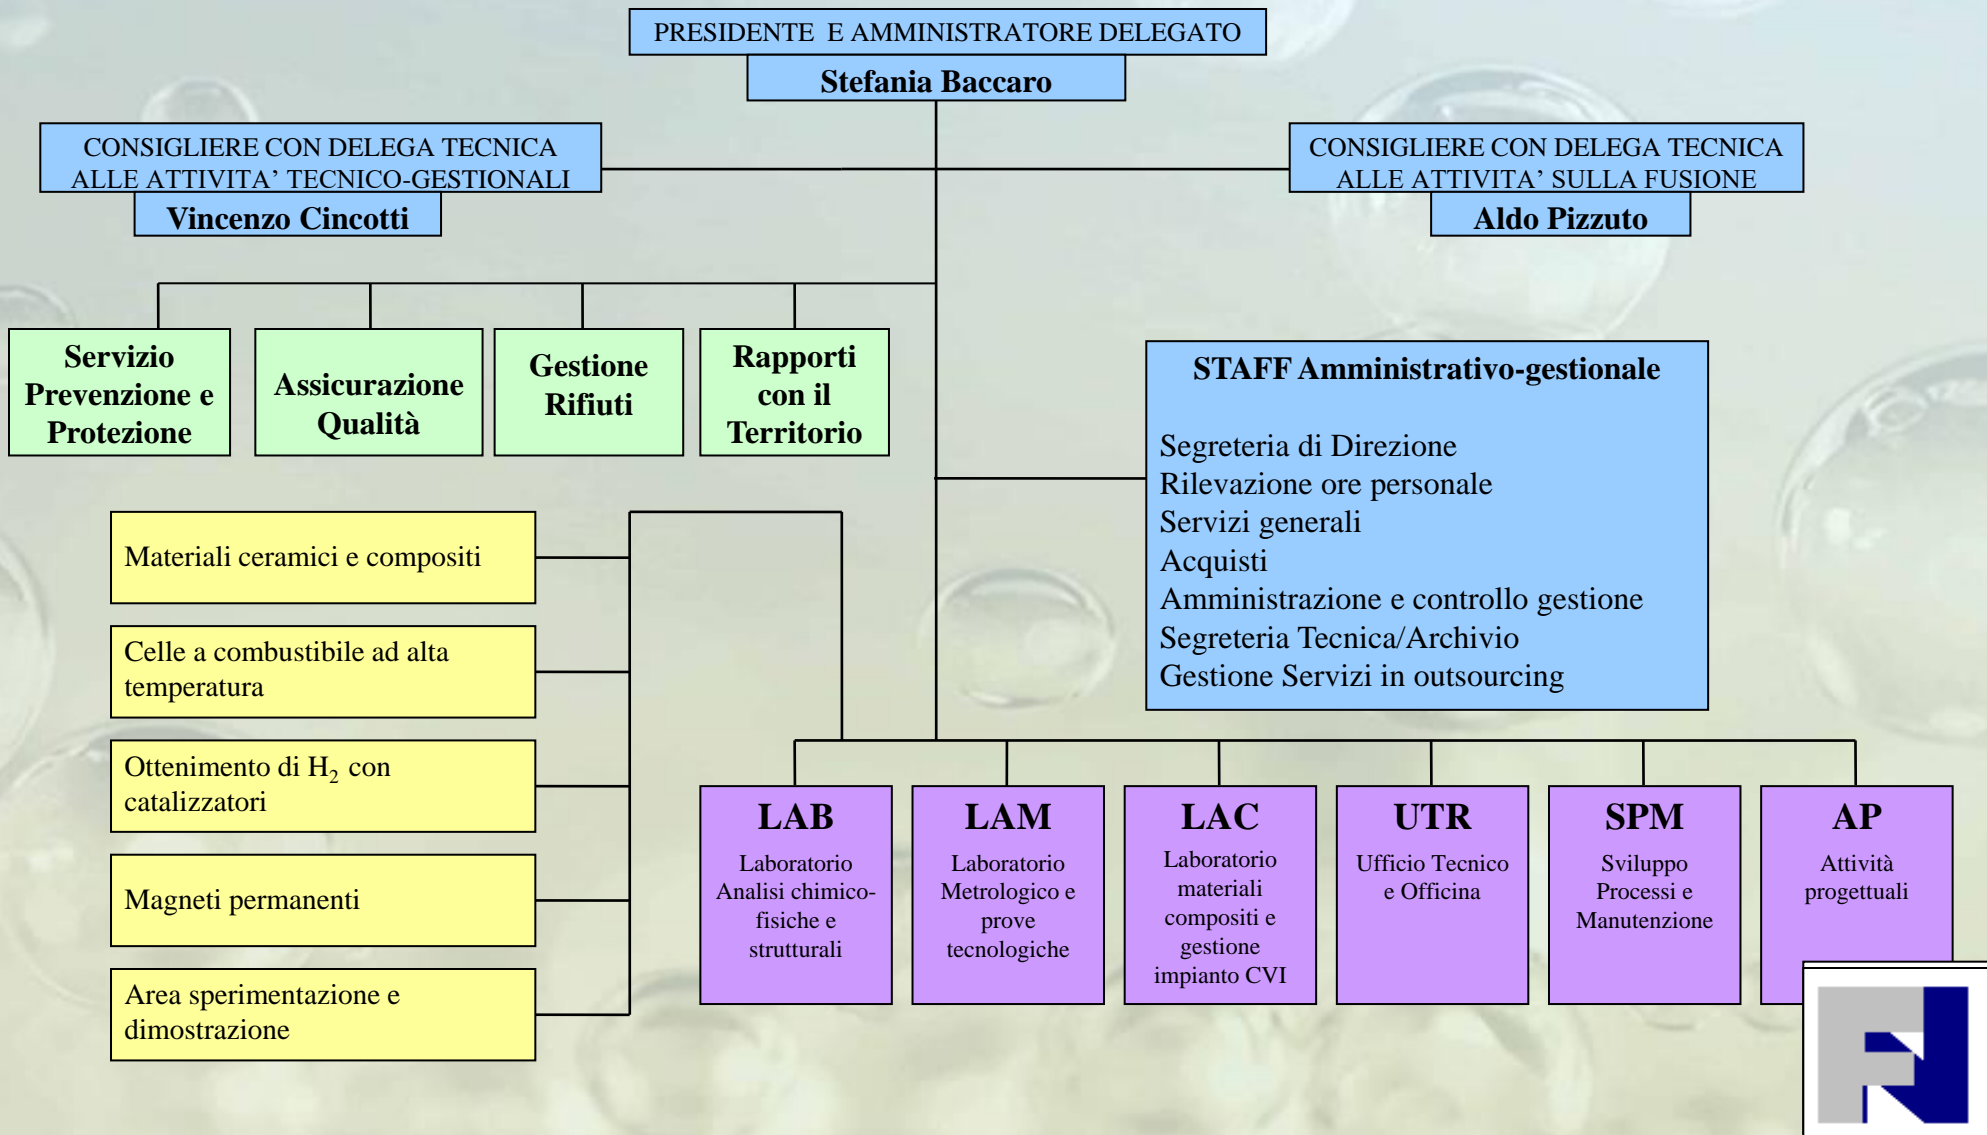 PRESIDENTE E AMMINISTRATORE DELEGATO
Stefania Baccaro
CONSIGLIERE CON DELEGA TECNICA
ALLE ATTIVITA’ TECNICO-GESTIONALI
Vincenzo Cincotti
CONSIGLIERE CON DELEGA TECNICA
ALLE ATTIVITA’ SULLA FUSIONE
Aldo Pizzuto
Servizio
Prevenzione e
Protezione
Assicurazione
Qualità
Gestione
Rifiuti
Rapporti
con il
Territorio
STAFF Amministrativo-gestionale
Segreteria di Direzione
Rilevazione ore personale
Servizi generali
Acquisti
Amministrazione e controllo gestione
Segreteria Tecnica/Archivio
Gestione Servizi in outsourcing
Materiali ceramici e compositi
Celle a combustibile ad alta
temperatura
Ottenimento di H₂ con
catalizzatori
Magneti permanenti
Area sperimentazione e
dimostrazione
LAB
Laboratorio
Analisi chimico-
fisiche e
strutturali
LAM
Laboratorio
Metrologico e
prove
tecnologiche
LAC
Laboratorio
materiali
compositi e
gestione
impianto CVI
UTR
Ufficio Tecnico
e Officina
SPM
Sviluppo
Processi e
Manutenzione
AP
Attività
progettuali
FN